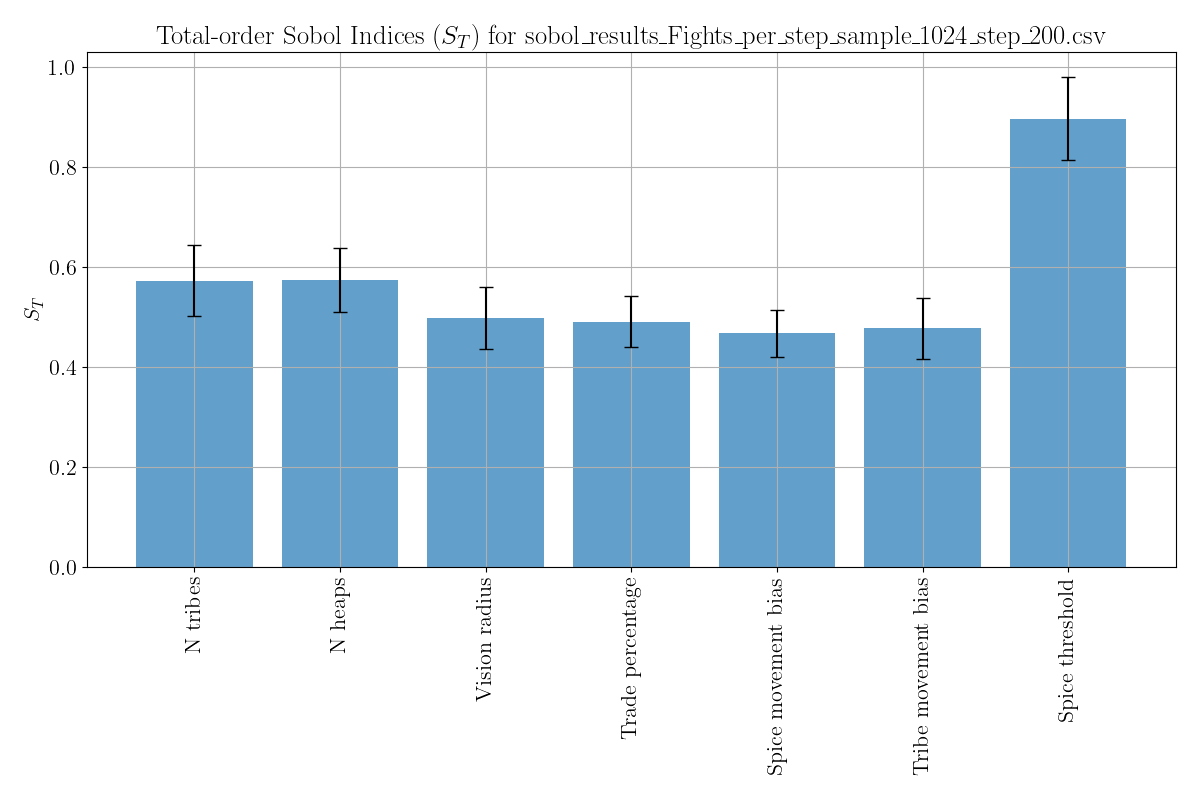 Total-order Sobol Indices (S_T) for sobol_results_Fights_per_step_sample_1024_step_200.csv
1.0
0.8
0.6
0.4
0.2
0.0
S_T
N tribes
N heaps
Vision radius
Trade percentage
Spice movement bias
Tribe movement bias
Spice threshold